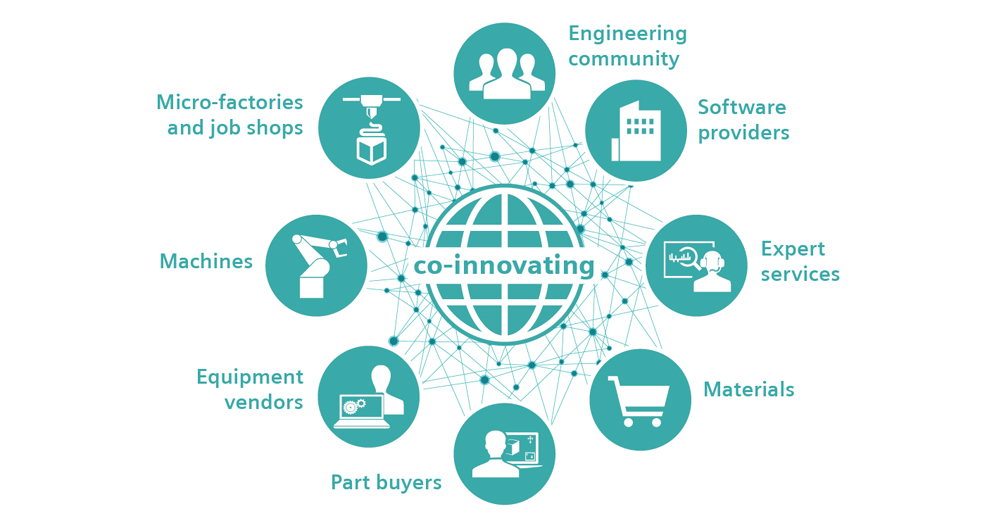 Engineering
community
Micro-factories
and job shops
Software
providers
Machines
co-innovating
Expert
services
Equipment
vendors
Materials
Part buyers